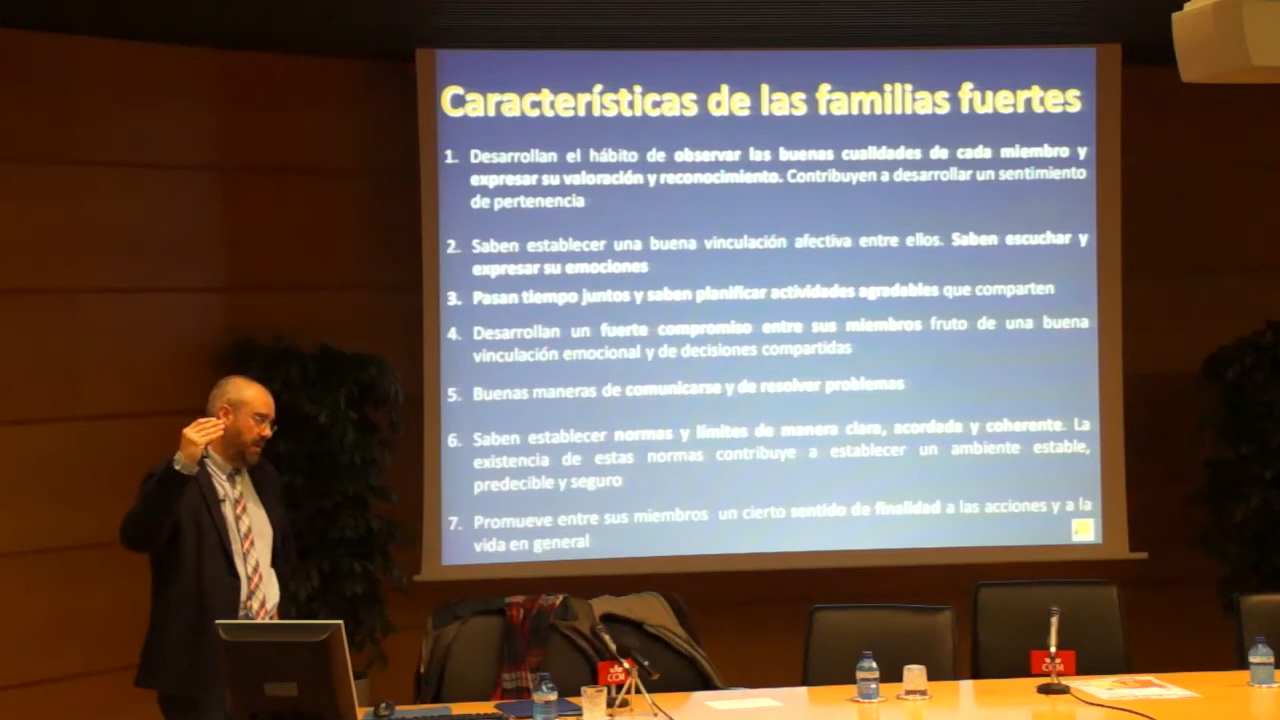 Características de las familias fuertes
1. Desarrollan el hábito de observar las buenas cualidades de cada miembro y
expresar su valoración y reconocimiento. Contribuyen a desarrollar un sentimiento
de pertenencia
2. Saben establecer una buena vinculación afectiva entre ellos. Saben escuchar y
expresar su emociones
3. Pasan tiempo juntos y saben planificar actividades agradables que comparten
4. Desarrollan un fuerte compromiso entre sus miembros fruto de una buena
vinculación emocional y de decisiones compartidas
5. Buenas maneras de comunicarse y de resolver problemas
6. Saben establecer normas y límites de manera clara, acordada y coherente. La
existencia de estas normas contribuye a establecer un ambiente estable,
predecible y seguro
7. Promueve entre sus miembros un cierto sentido de finalidad a las acciones y a la
vida en general
CCM
CCM